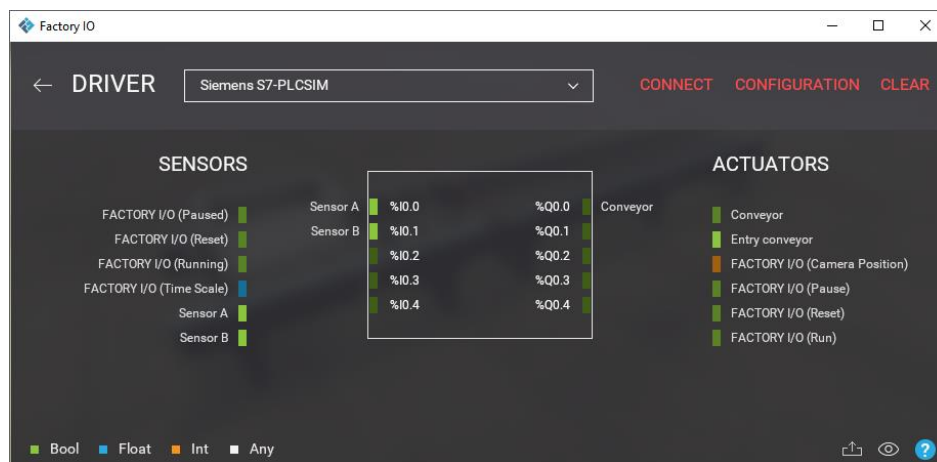 Factory IO
DRIVER
Siemens S7-PLCSIM
CONNECT CONFIGURATION CLEAR
SENSORS
FACTORY I/O (Paused)
FACTORY I/O (Reset)
FACTORY I/O (Running)
FACTORY I/O (Time Scale)
Sensor A
Sensor B
Sensor A %I0.0 %Q0.0 Conveyor
Sensor B %I0.1 %Q0.1
%I0.2 %Q0.2
%I0.3 %Q0.3
%I0.4 %Q0.4
ACTUATORS
Conveyor
Entry conveyor
FACTORY I/O (Camera Position)
FACTORY I/O (Pause)
FACTORY I/O (Reset)
FACTORY I/O (Run)
Bool Float Int Any
?